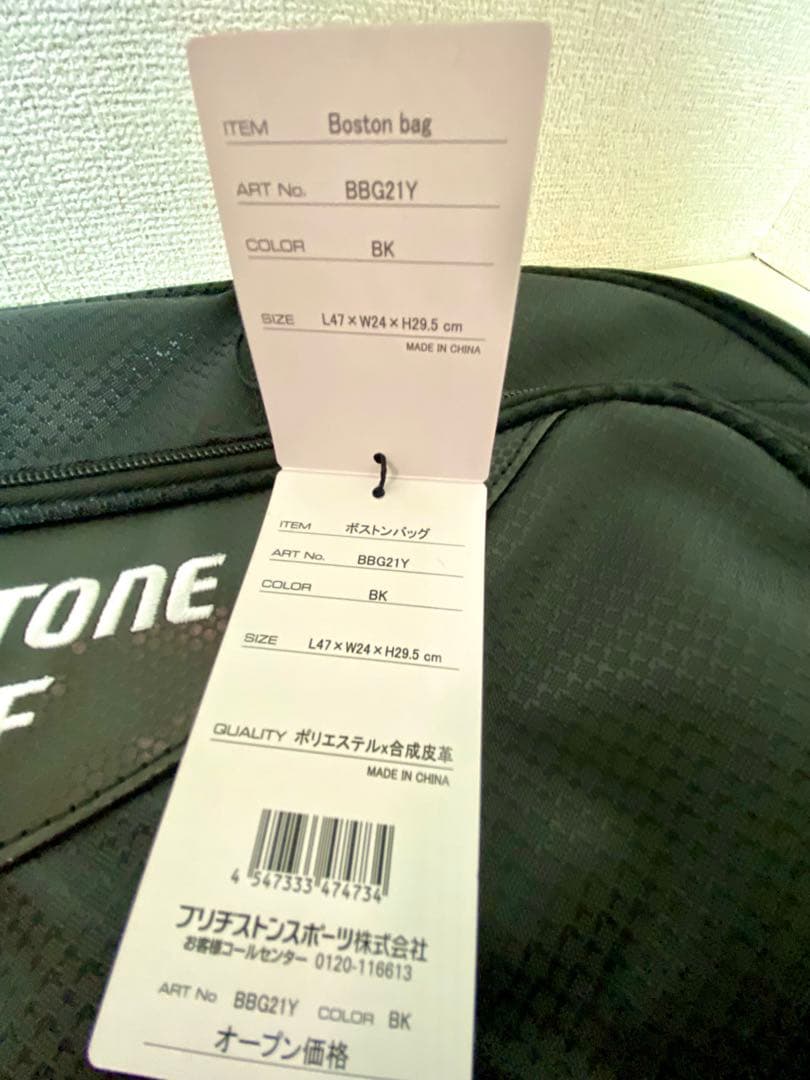 ITEM Boston bag
ART No. BBG21Y
COLOR BK
SIZE L47×W24×H29.5 cm
MADE IN CHINA
ITEM ボストンバッグ
ART No. BBG21Y
COLOR BK
SIZE L47×W24×H29.5 cm
QUALITY ポリエステルx合成皮革
MADE IN CHINA
4 547333 474734
ブリヂストンスポーツ株式会社
お客様コールセンター 0120-116613
ART No BBG21Y COLOR BK
オープン価格
TONE
F